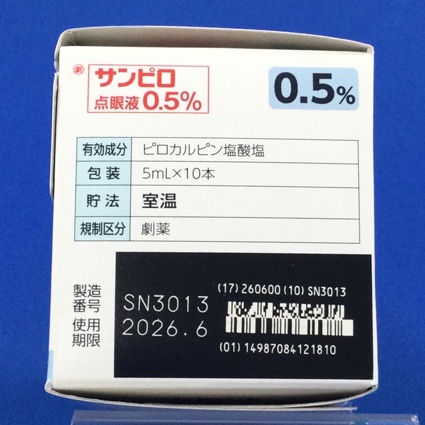 劇
サンピロ
点眼液0.5%
0.5%
有効成分 ピロカルピン塩酸塩
包装 5mL×10本
貯法 室温
規制区分 劇薬
(17) 260600 (10) SN3013
製造番号 SN3013
使用期限 2026.6
(01) 14987084121810